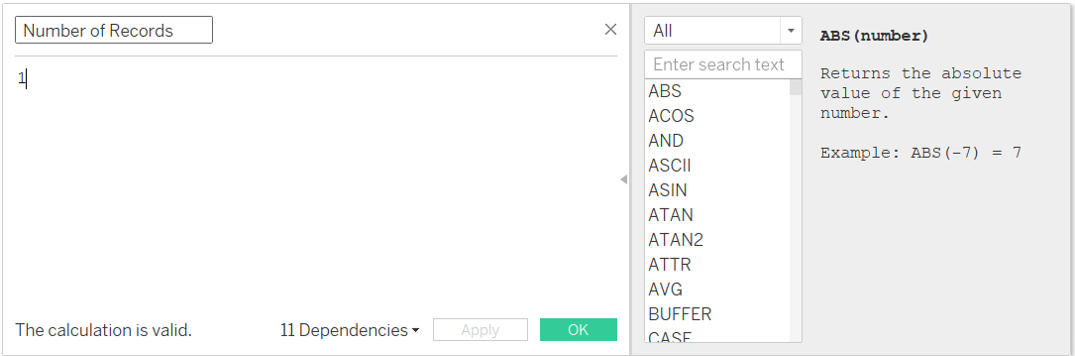 Number of Records
1
The calculation is valid.
11 Dependencies
Apply
OK
All
Enter search text
ABS
ACOS
AND
ASCII
ASIN
ATAN
ATAN2
ATTR
AVG
BUFFER
CASE
ABS(number)
Returns the absolute
value of the given
number.
Example: ABS(-7) = 7